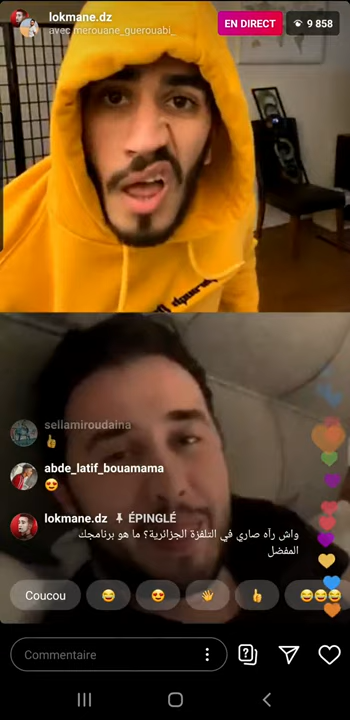 lokmane.dz
avec merouane_guerouabi_
EN DIRECT
9 858
sellamiroudaina
👍
abde_latif_bouamama
😍
lokmane.dz ÉPINGLÉ
واش رآه صاري في التلفزة الجزائرية؟ ما هو برنامجك
المفضل
Coucou
😂
😍
👋
👍
😂😂😂
Commentaire